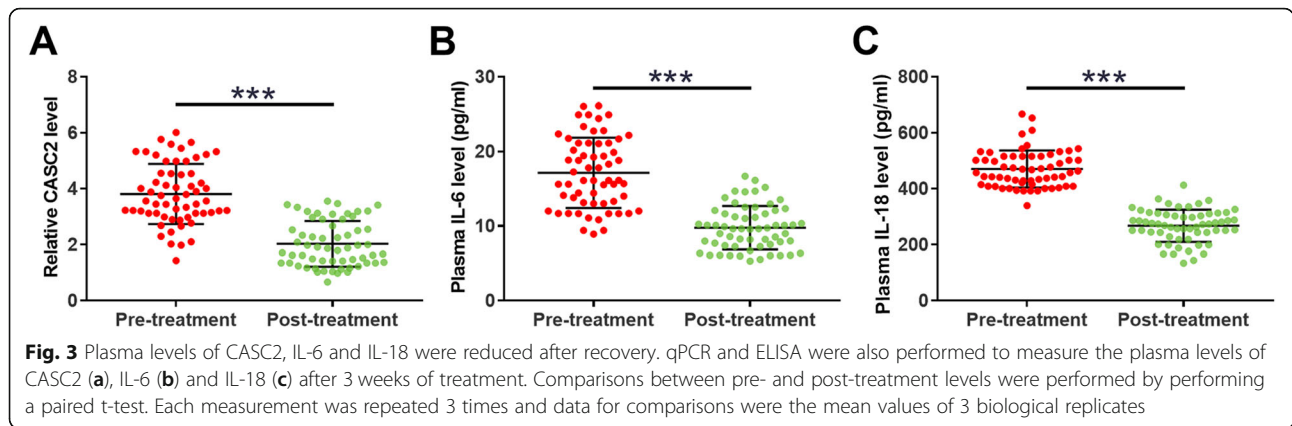 A
Relative CASC2 level
8
6
4
2
0
***
Pre-treatment Post-treatment
B
Plasma IL-6 level (pg/ml)
30
20
10
0
***
Pre-treatment Post-treatment
C
Plasma IL-18 level (pg/ml)
800
600
400
200
0
***
Pre-treatment Post-treatment
Fig. 3 Plasma levels of CASC2, IL-6 and IL-18 were reduced after recovery. qPCR and ELISA were also performed to measure the plasma levels of
CASC2 (a), IL-6 (b) and IL-18 (c) after 3 weeks of treatment. Comparisons between pre- and post-treatment levels were performed by performing
a paired t-test. Each measurement was repeated 3 times and data for comparisons were the mean values of 3 biological replicates